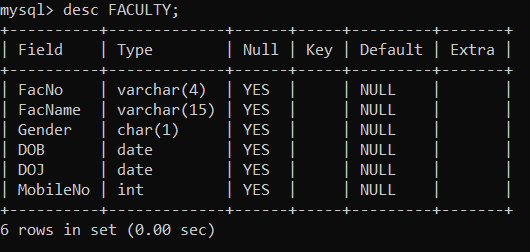 mysql> desc FACULTY;
+----------+-------------+------+-----+---------+-------+
| Field    | Type        | Null | Key | Default | Extra |
+----------+-------------+------+-----+---------+-------+
| FacNo    | varchar(4)  | YES  |     | NULL    |       |
| FacName  | varchar(15) | YES  |     | NULL    |       |
| Gender   | char(1)     | YES  |     | NULL    |       |
| DOB      | date        | YES  |     | NULL    |       |
| DOJ      | date        | YES  |     | NULL    |       |
| MobileNo | int         | YES  |     | NULL    |       |
+----------+-------------+------+-----+---------+-------+
6 rows in set (0.00 sec)